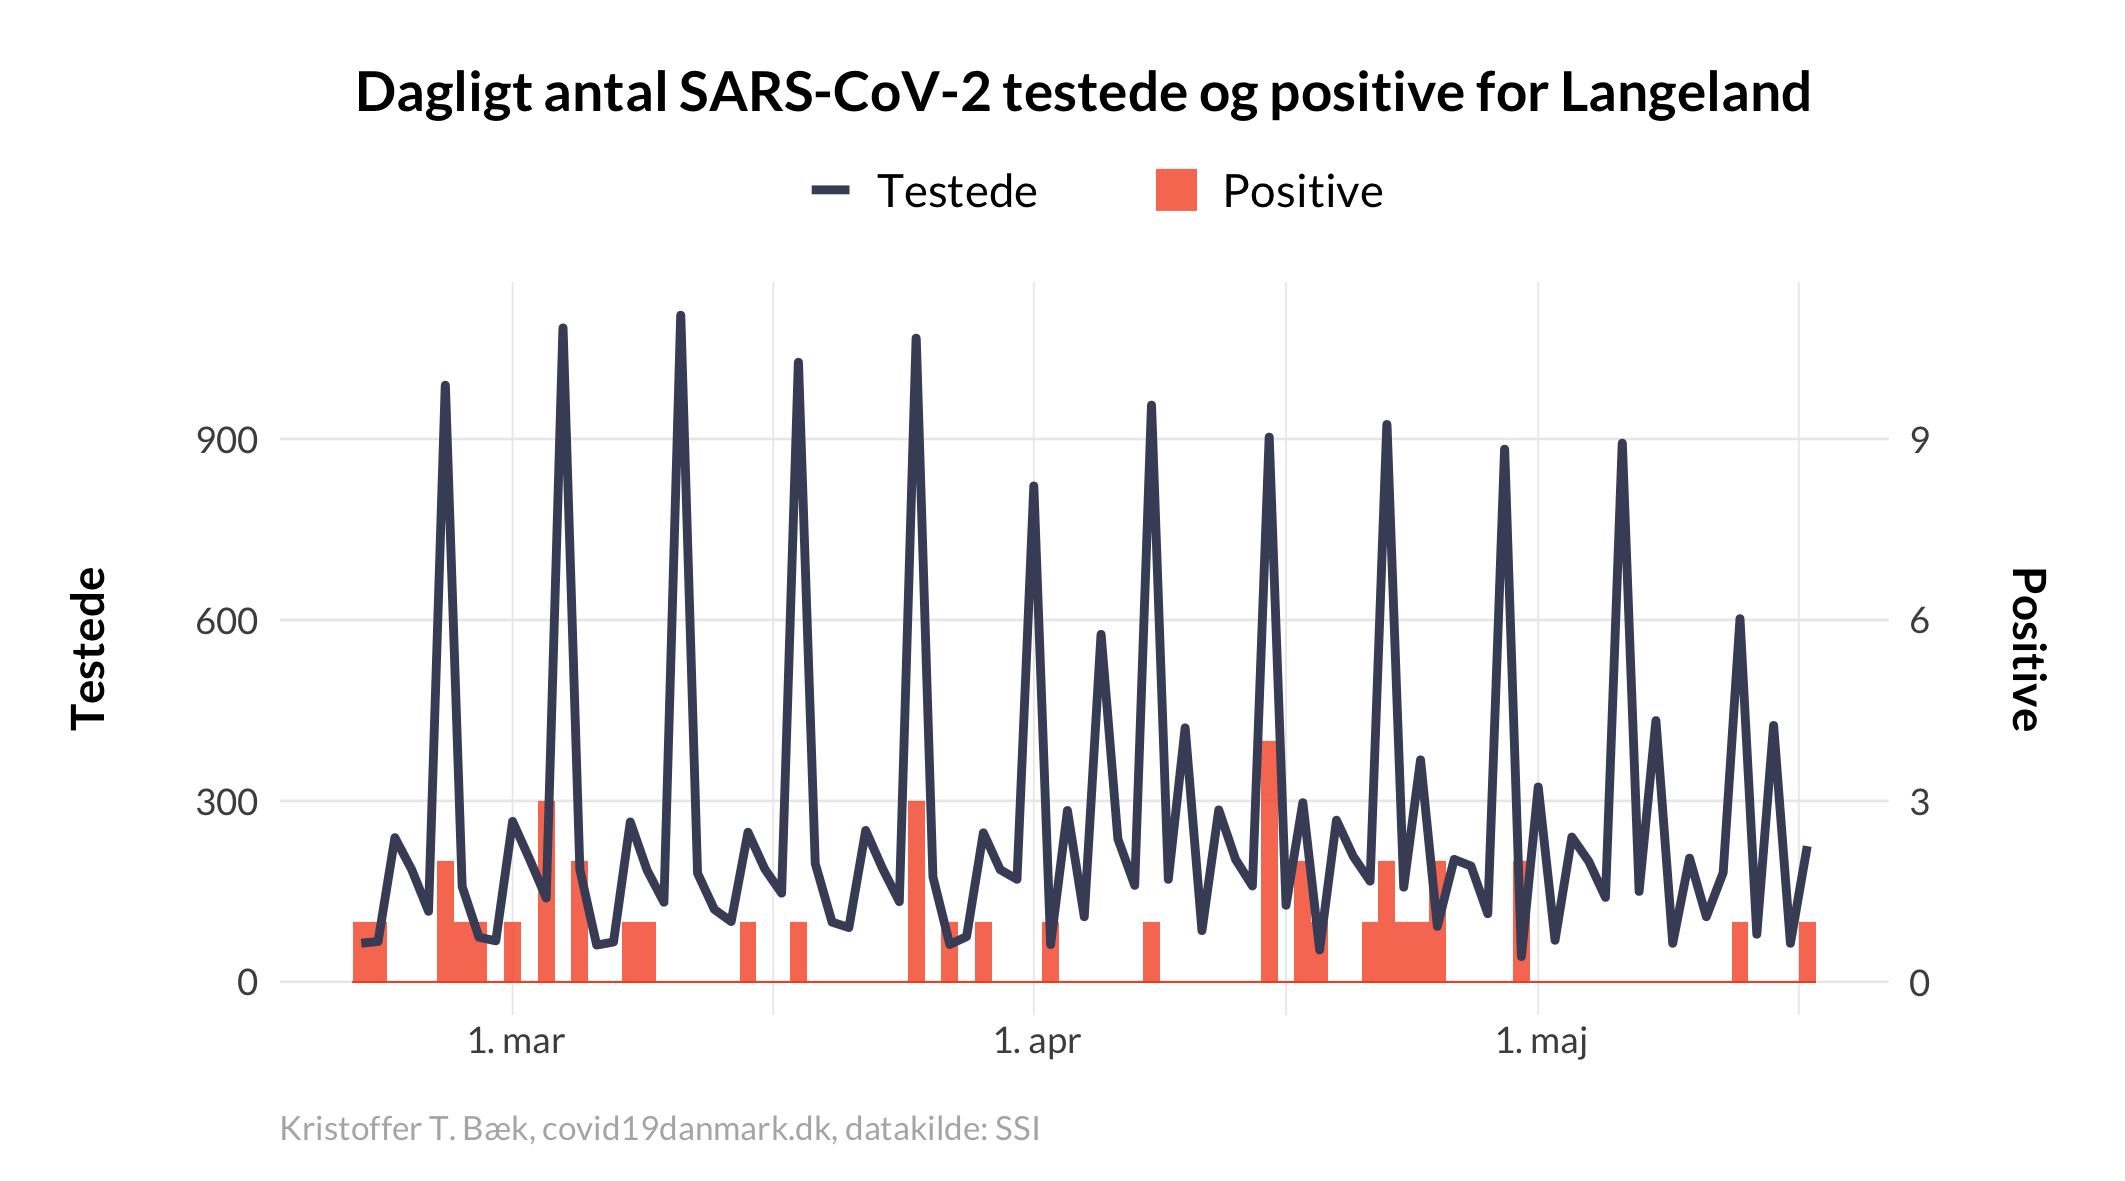 Dagligt antal SARS-CoV-2 testede og positive for Langeland
Testede
Positive
900
600
300
0
9
6
3
0
Testede
Positive
1. mar
1. apr
1. maj
Kristoffer T. Bæk, covid19danmark.dk, datakilde: SSI